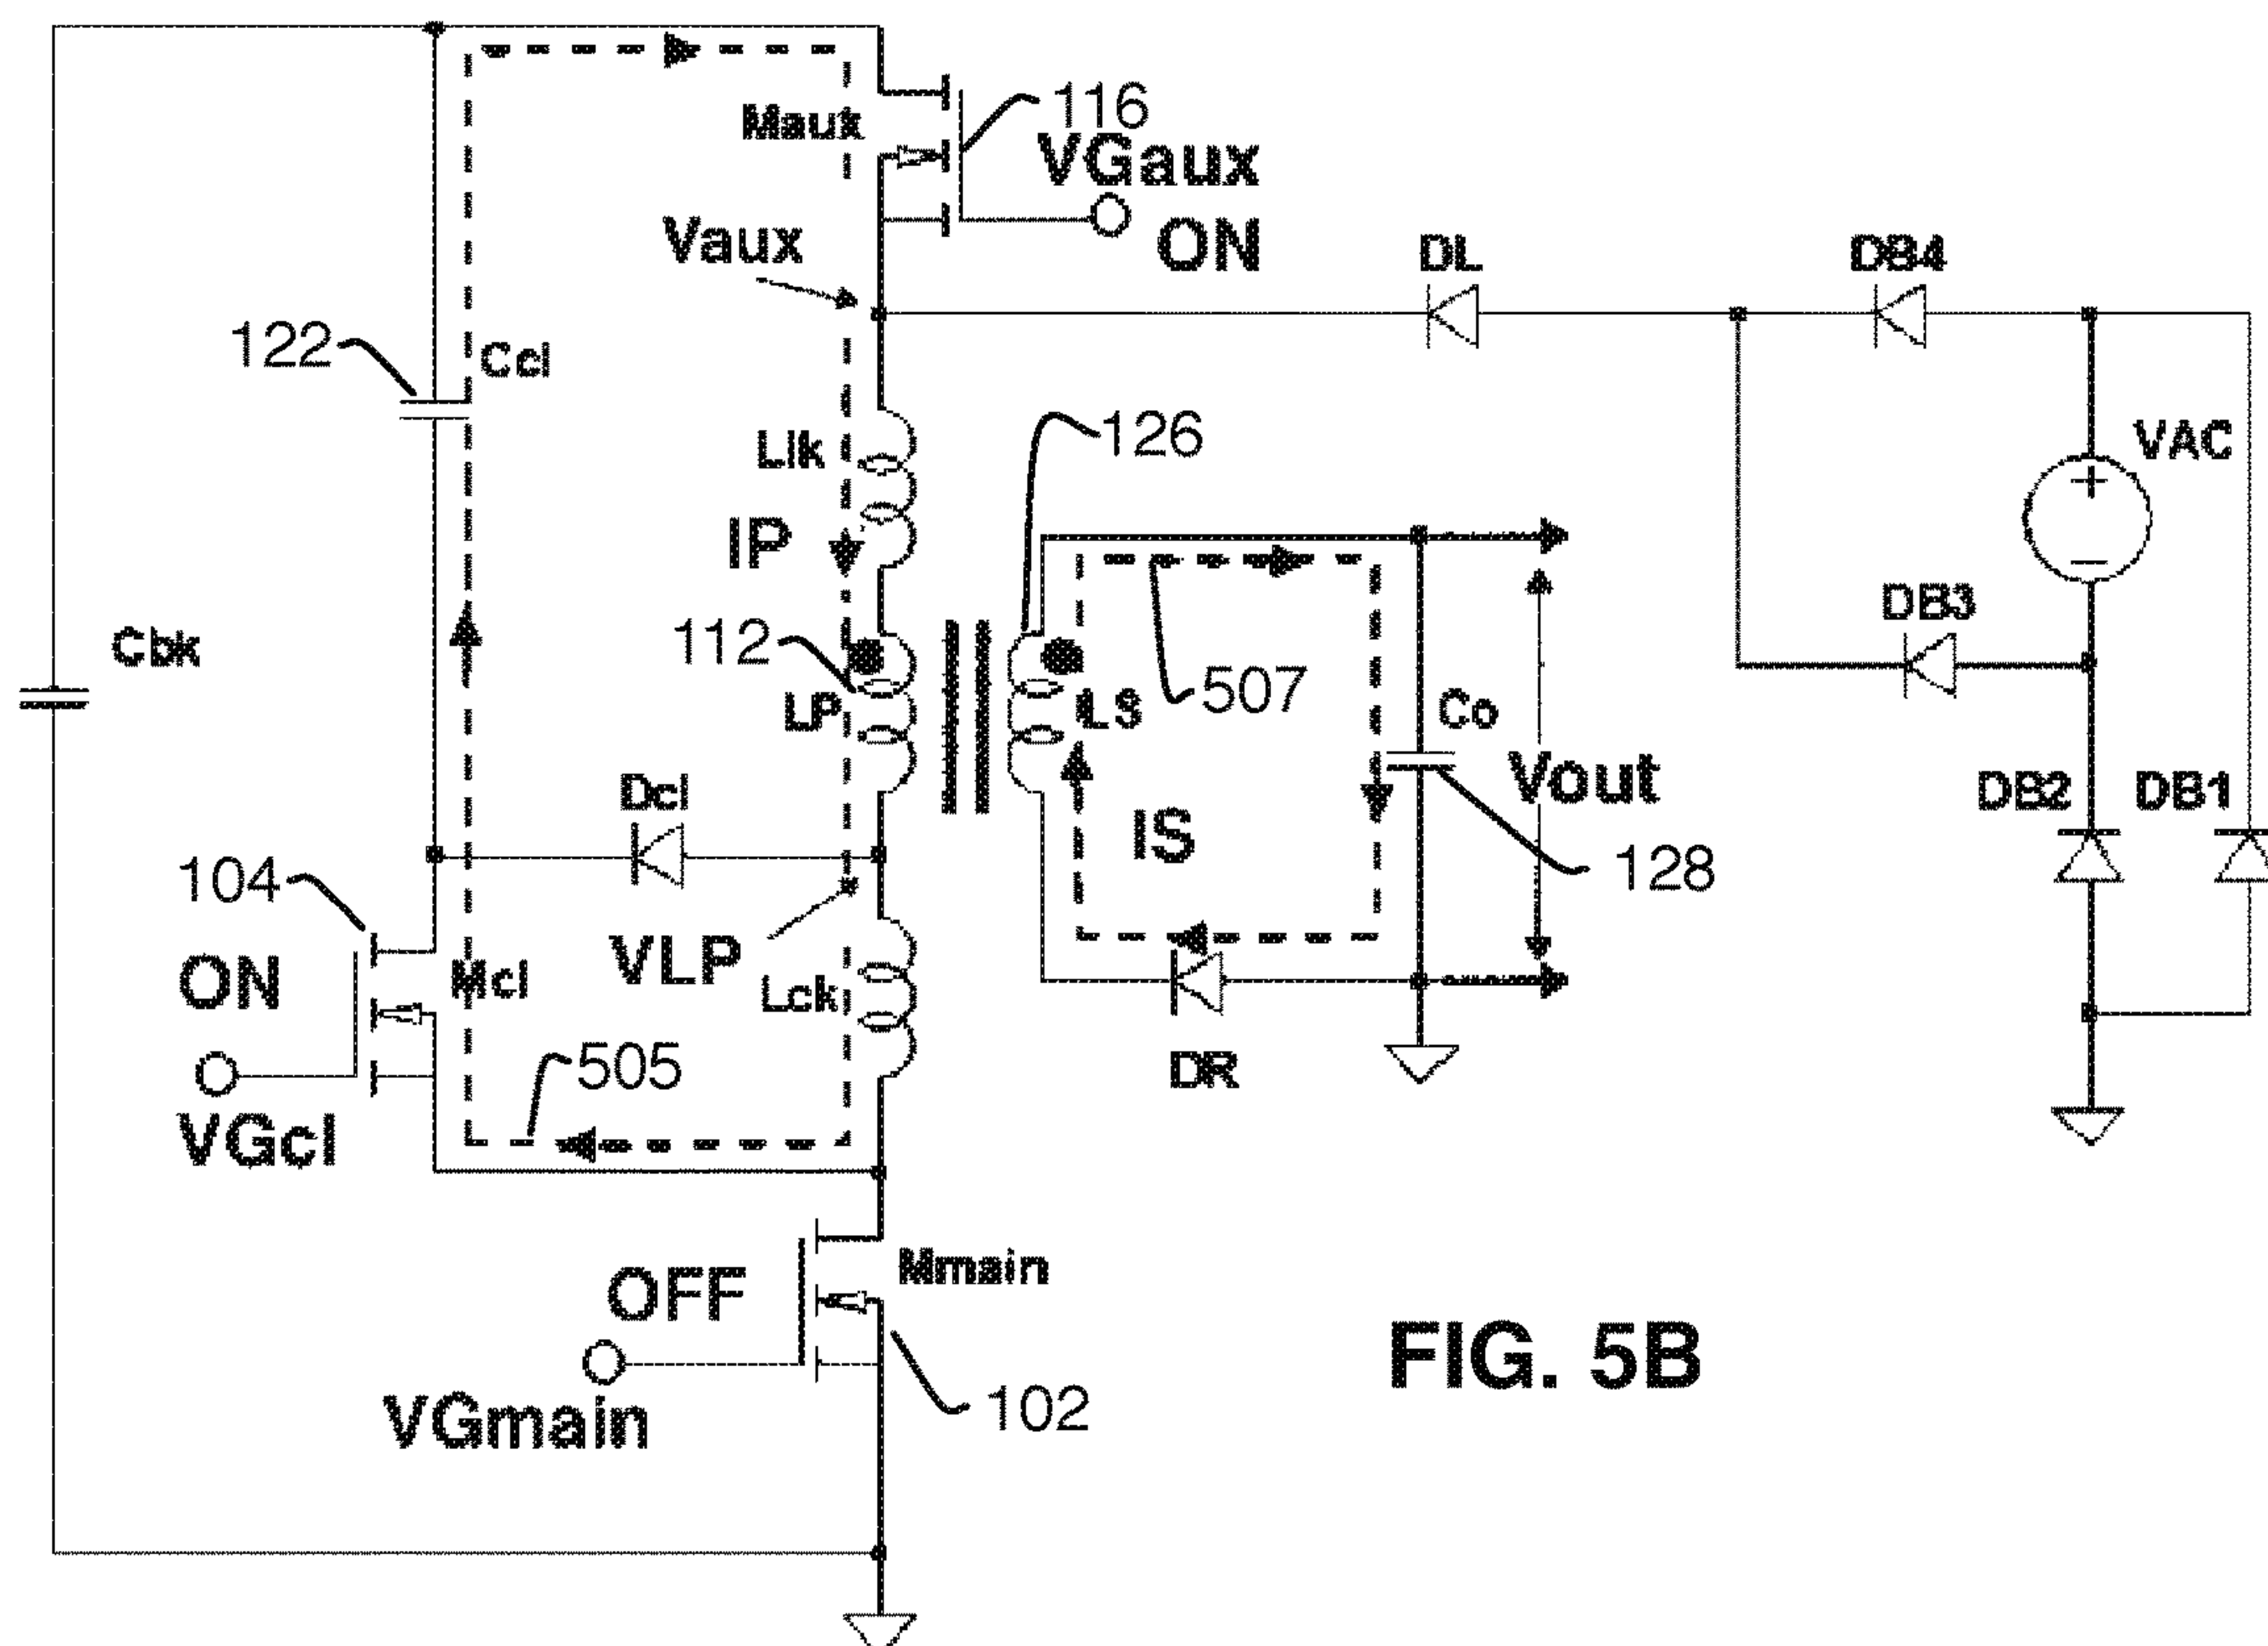 Maux
116
VGaux
ON
Vaux
DL
DB4
122
Ccl
Llk
126
VAC
IP
DB3
Cbk
112
LP
LS
507
Co
Vout
Dcl
IS
DB2
DB1
104
128
ON
Mcl
VLP
Lck
505
DR
VGcl
OFF
Mmain
VGmain
102
FIG. 5B